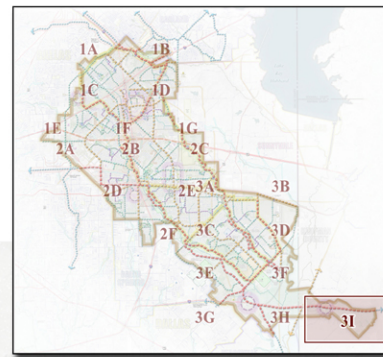 1A 1B
1C 1D
1E 1F 1G
2A 2B 2C
2D 2E 3A 3B
2F 3C 3D
3E 3F
3G 3H 3I